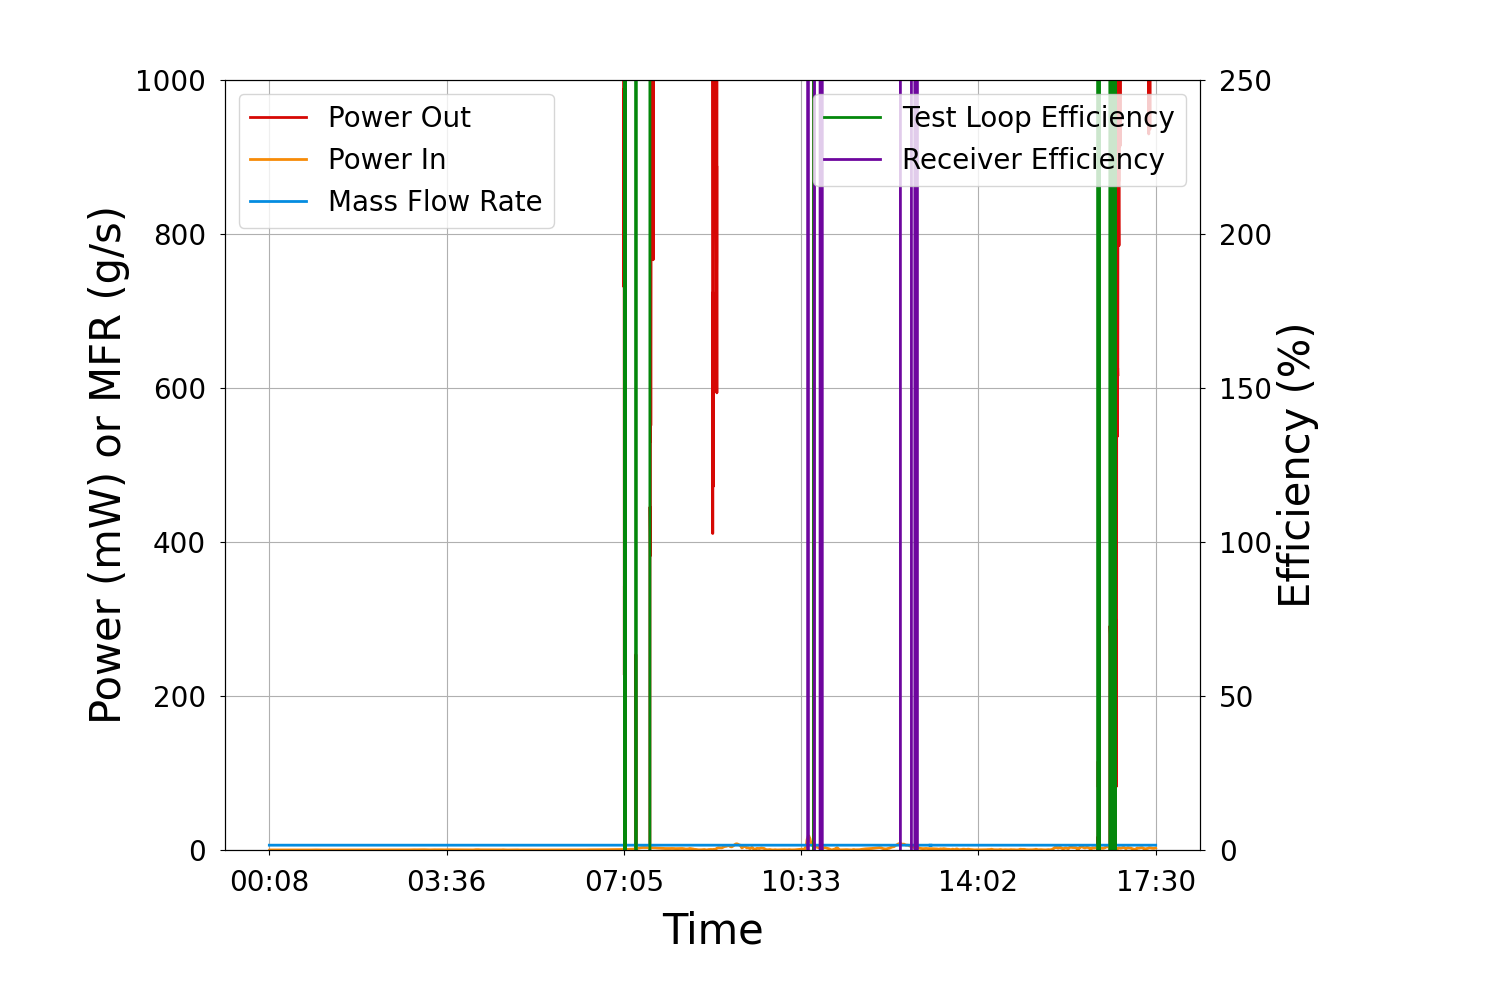 Power (mW) or MFR (g/s)
1000
800
600
400
200
0
Power Out
Power In
Mass Flow Rate
Test Loop Efficiency
Receiver Efficiency
250
200
150
100
50
0
Efficiency (%)
00:08 03:36 07:05 10:33 14:02 17:30
Time